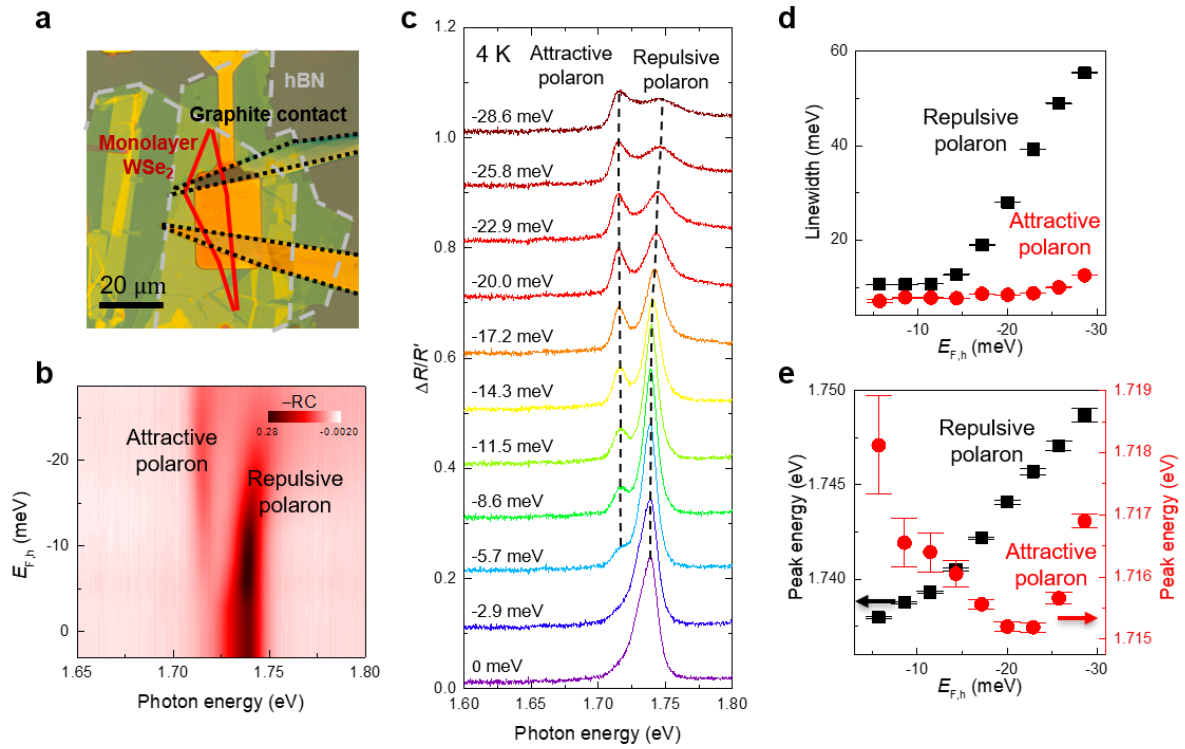 a
hBN
Graphite contact
Monolayer
WSe₂
20 μm
b
−RC
0.28
-0.0020
Attractive
polaron
Repulsive
polaron
-20
-10
0
E_F,h (meV)
1.65
1.70
1.75
1.80
Photon energy (eV)
c
4 K
Attractive
polaron
Repulsive
polaron
1.2
1.0
0.8
0.6
0.4
0.2
0.0
ΔR/R'
-28.6 meV
-25.8 meV
-22.9 meV
-20.0 meV
-17.2 meV
-14.3 meV
-11.5 meV
-8.6 meV
-5.7 meV
-2.9 meV
0 meV
1.60
1.65
1.70
1.75
1.80
Photon energy (eV)
d
60
40
20
Linewidth (meV)
Repulsive
polaron
Attractive
polaron
-10
-20
-30
E_F,h (meV)
e
1.750
1.745
1.740
Peak energy (eV)
Repulsive
polaron
Attractive
polaron
1.719
1.718
1.717
1.716
1.715
Peak energy (eV)
-10
-20
-30
E_F,h (meV)